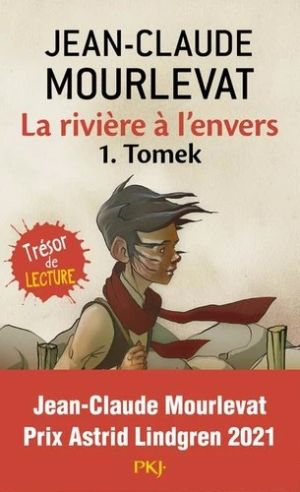 JEAN-CLAUDE
MOURLEVAT
La rivière à l'envers
1. Tomek
Trésor
de
LECTURE
Jean-Claude Mourlevat
Prix Astrid Lindgren 2021
PKJ.